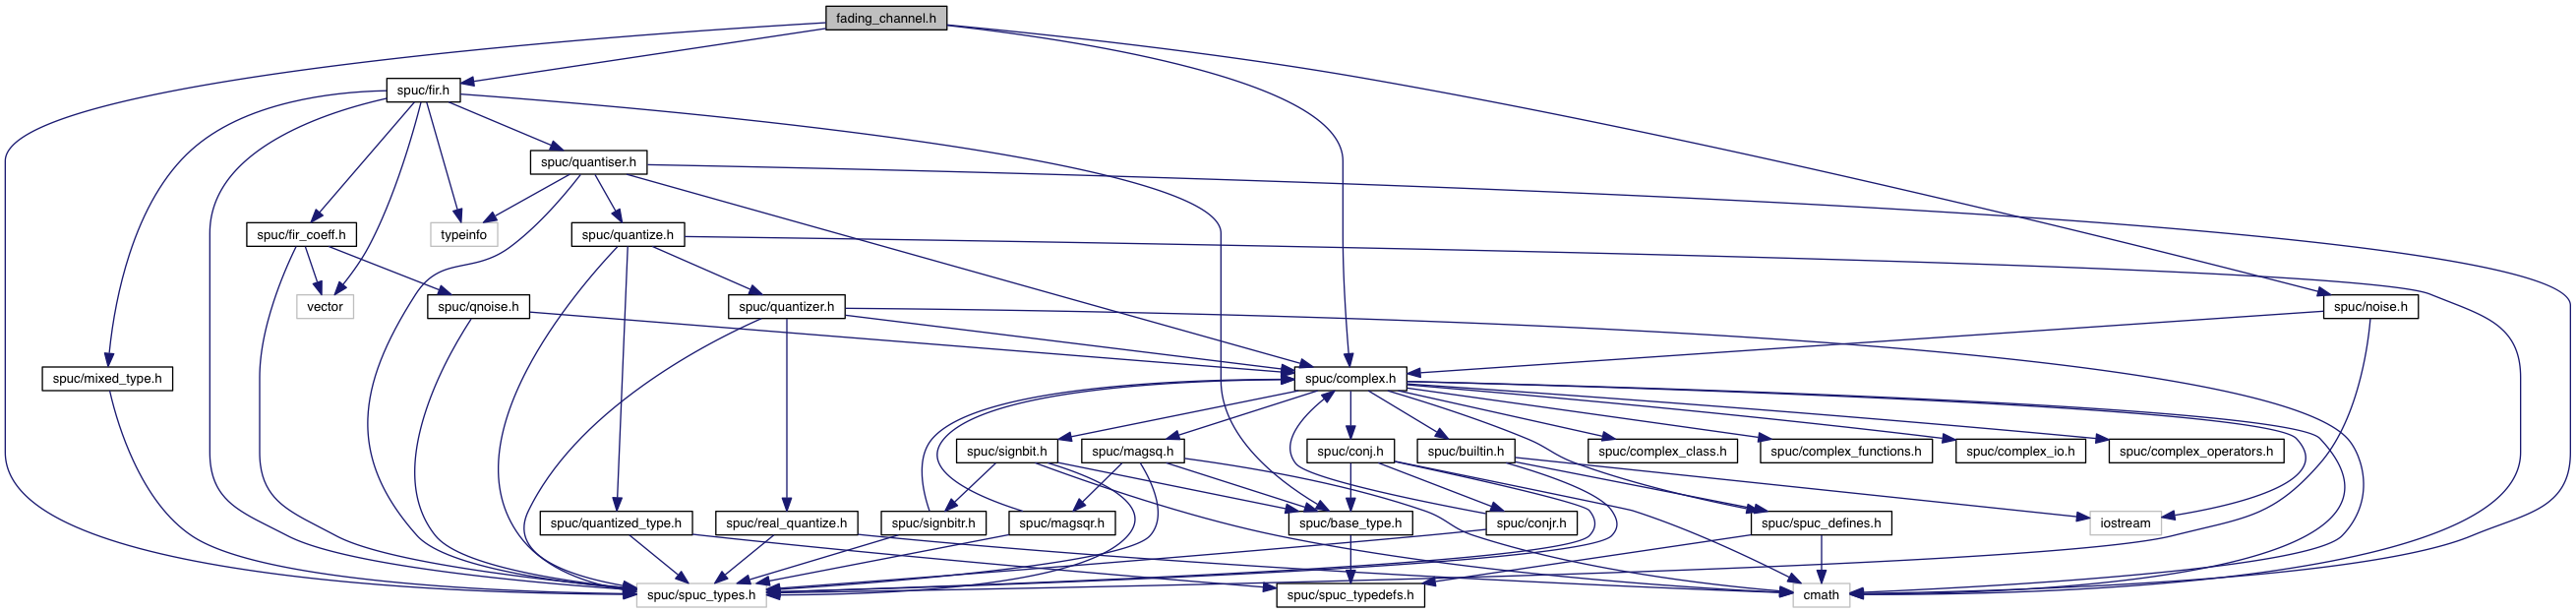 fading_channel.h
spuc/fir.h
spuc/quantiser.h
spuc/fir_coeff.h
typeinfo
spuc/quantize.h
vector
spuc/qnoise.h
spuc/quantizer.h
spuc/noise.h
spuc/mixed_type.h
spuc/complex.h
spuc/signbit.h
spuc/magsq.h
spuc/conj.h
spuc/builtin.h
spuc/complex_class.h
spuc/complex_functions.h
spuc/complex_io.h
spuc/complex_operators.h
spuc/quantized_type.h
spuc/real_quantize.h
spuc/signbitr.h
spuc/magsqr.h
spuc/base_type.h
spuc/conjr.h
spuc/spuc_defines.h
iostream
spuc/spuc_types.h
spuc/spuc_typedefs.h
cmath